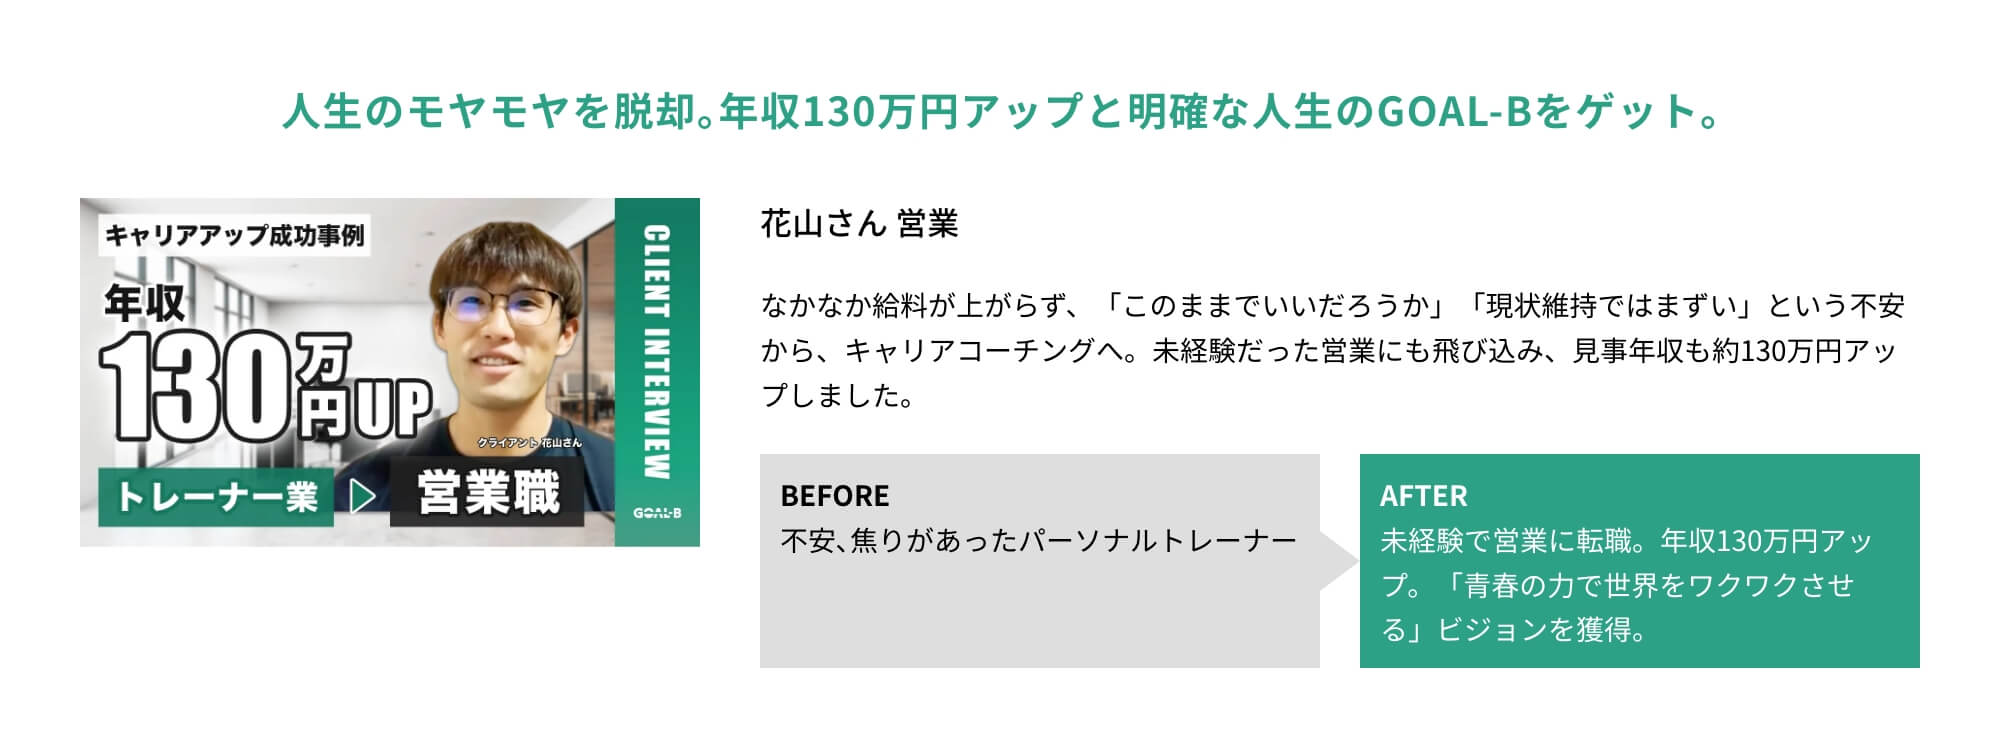 人生のモヤモヤを脱却。年収130万円アップと明確な人生のGOAL-Bをゲット。
キャリアアップ成功事例
年収
130万円UP
クライアント 花山さん
トレーナー業
営業職
CLIENT INTERVIEW
GOAL-B
花山さん 営業
なかなか給料が上がらず、「このままでいいだろうか」「現状維持ではまずい」という不安
から、キャリアコーチングへ。未経験だった営業にも飛び込み、見事年収も約130万円アッ
プしました。
BEFORE
不安、焦りがあったパーソナルトレーナー
AFTER
未経験で営業に転職。年収130万円アッ
プ。「青春の力で世界をワクワクさせ
る」ビジョンを獲得。